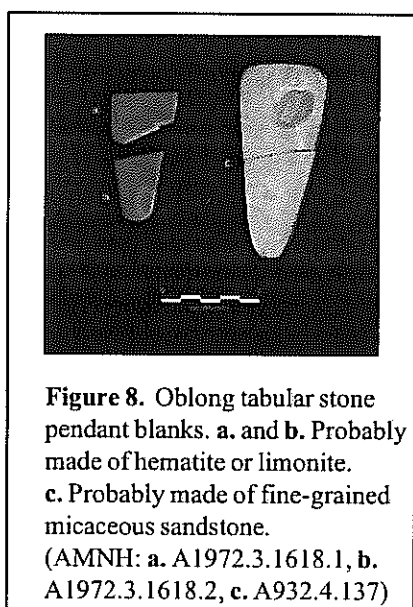 a
a
c
Figure 8. Oblong tabular stone
pendant blanks. a. and b. Probably
made of hematite or limonite.
c. Probably made of fine-grained
micaceous sandstone.
(AMNH: a. A1972.3.1618.1, b.
A1972.3.1618.2, c. A932.4.137)